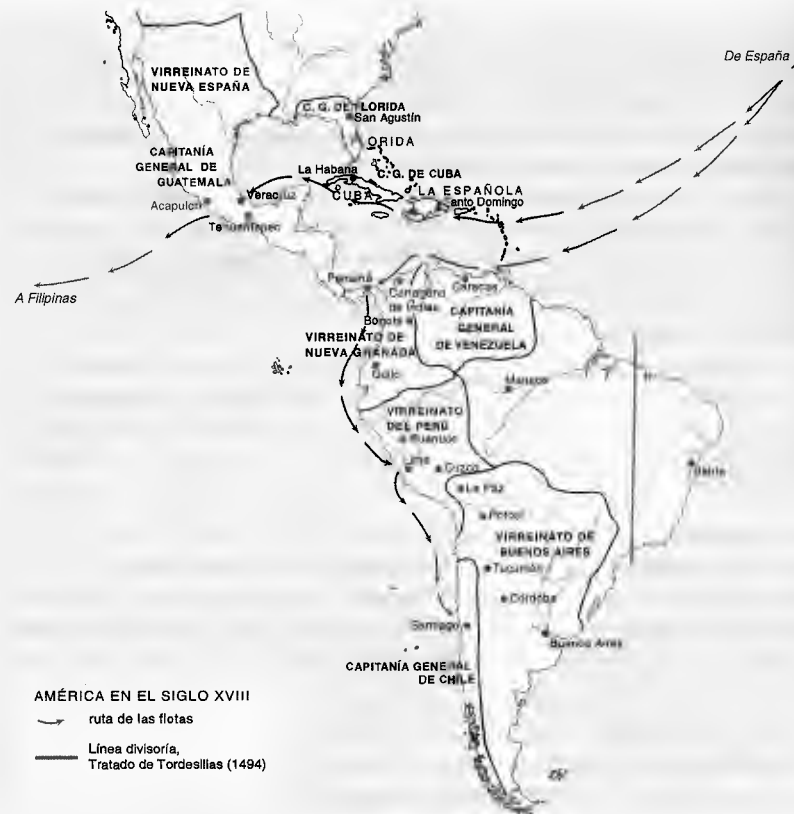 De España
VIRREINATO DE
NUEVA ESPAÑA
C. G. DE FLORIDA
San Agustín
ORIDA
CAPITANÍA
GENERAL DE
GUATEMALA
La Habana
C. G. DE CUBA
CUBA
LA ESPAÑOLA
anto Domingo
Acapulco
Veracruz
Tehuantepec
A Filipinas
Panamá
Cartagena
de Indias
Caracas
Bogotá
CAPITANÍA
GENERAL
DE VENEZUELA
VIRREINATO DE
NUEVA GRANADA
Quito
Manaos
VIRREINATO
DEL PERÚ
Lima
Cuzco
Bahía
La Paz
Potosí
VIRREINATO DE
BUENOS AIRES
Tucumán
Córdoba
Santiago
Buenos Aires
CAPITANÍA GENERAL
DE CHILE
AMÉRICA EN EL SIGLO XVIII
ruta de las flotas
Línea divisoría,
Tratado de Tordesillas (1494)